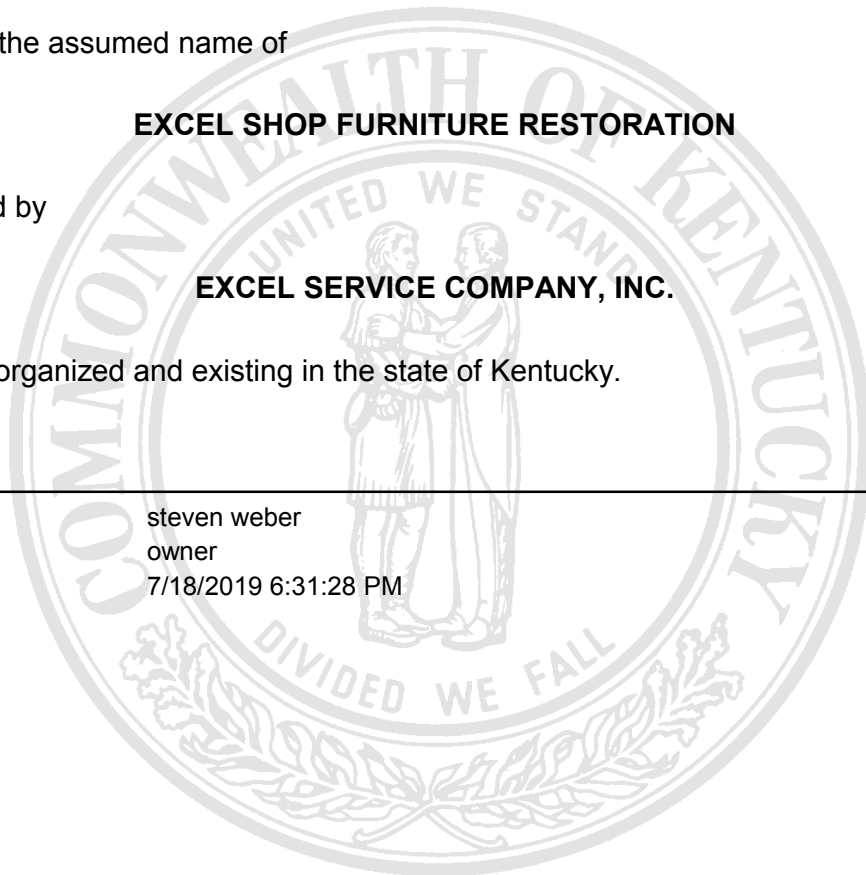 the assumed name of
EXCEL SHOP FURNITURE RESTORATION
d by
EXCEL SERVICE COMPANY, INC.
organized and existing in the state of Kentucky.
steven weber
owner
7/18/2019 6:31:28 PM
COMMONWEALTH OF KENTUCKY
UNITED WE STAND
DIVIDED WE FALL